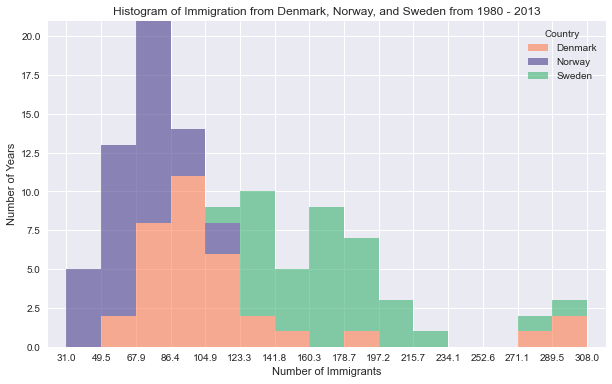 Histogram of Immigration from Denmark, Norway, and Sweden from 1980 - 2013
Country
Denmark
Norway
Sweden
20.0
17.5
15.0
12.5
10.0
7.5
5.0
2.5
0.0
Number of Years
31.0 49.5 67.9 86.4 104.9 123.3 141.8 160.3 178.7 197.2 215.7 234.1 252.6 271.1 289.5 308.0
Number of Immigrants